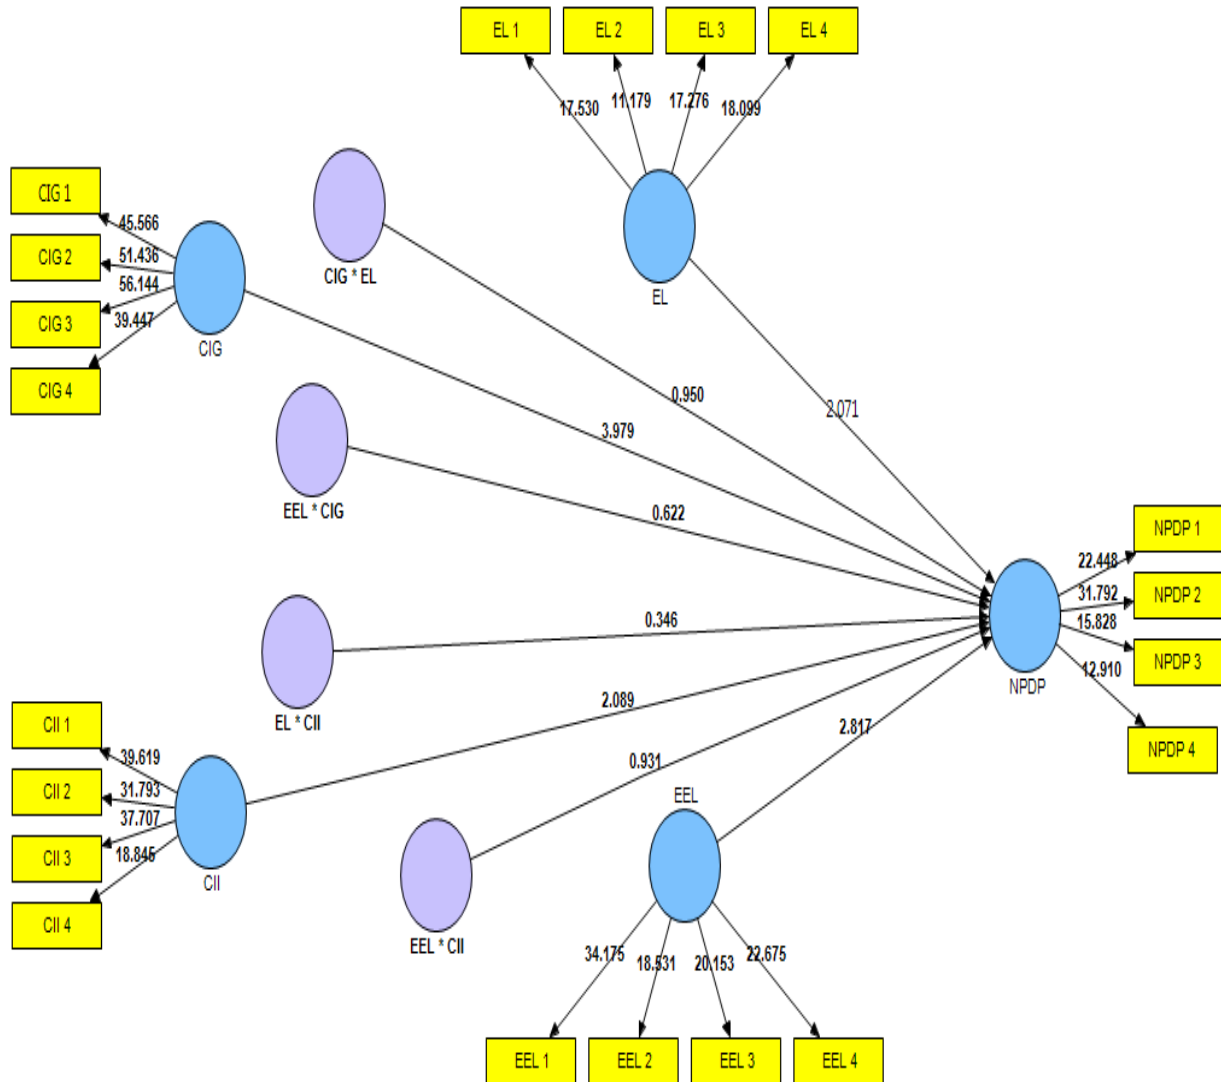 EL 1
EL 2
EL 3
EL 4
17.530
11.179
17.276
18.099
CIG 1
CIG 2
CIG 3
CIG 4
45.566
51.436
56.144
39.447
CIG
CIG * EL
EL
0.950
2.071
3.979
EEL * CIG
0.622
EL * CII
0.346
NPDP
22.448
31.792
15.828
12.910
NPDP 1
NPDP 2
NPDP 3
NPDP 4
CII 1
CII 2
CII 3
CII 4
39.619
31.793
37.707
18.845
CII
2.089
0.931
2.817
EEL * CII
EEL
34.175
18.531
20.153
22.675
EEL 1
EEL 2
EEL 3
EEL 4